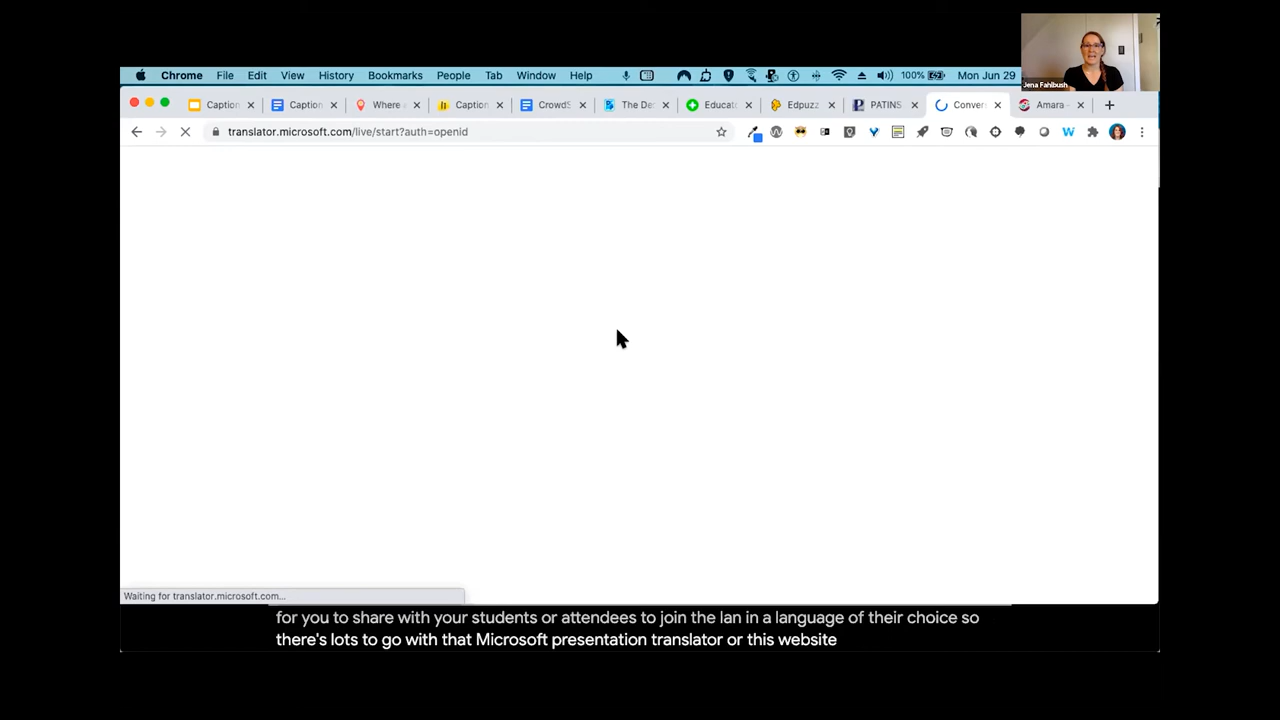 Chrome File Edit View History Bookmarks People Tab Window Help 100% Mon Jun 29
Jena Fahlbush
Caption Caption Where Caption CrowdS The De Educat Edpuzz PATINS Conver Amara -
translator.microsoft.com/live/start?auth=openid
Waiting for translator.microsoft.com...
for you to share with your students or attendees to join the lan in a language of their choice so
there's lots to go with that Microsoft presentation translator or this website